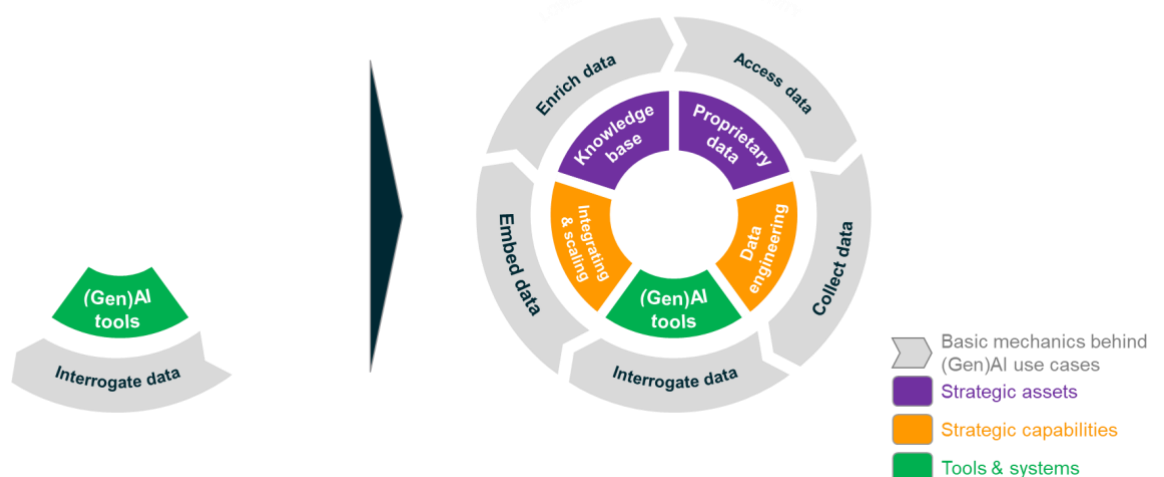 (Gen)AI
tools
Interrogate data
Enrich data
Access data
Knowledge
base
Proprietary
data
Embed data
Integrating
& scaling
Data
engineering
Collect data
(Gen)AI
tools
Interrogate data
Basic mechanics behind
(Gen)AI use cases
Strategic assets
Strategic capabilities
Tools & systems